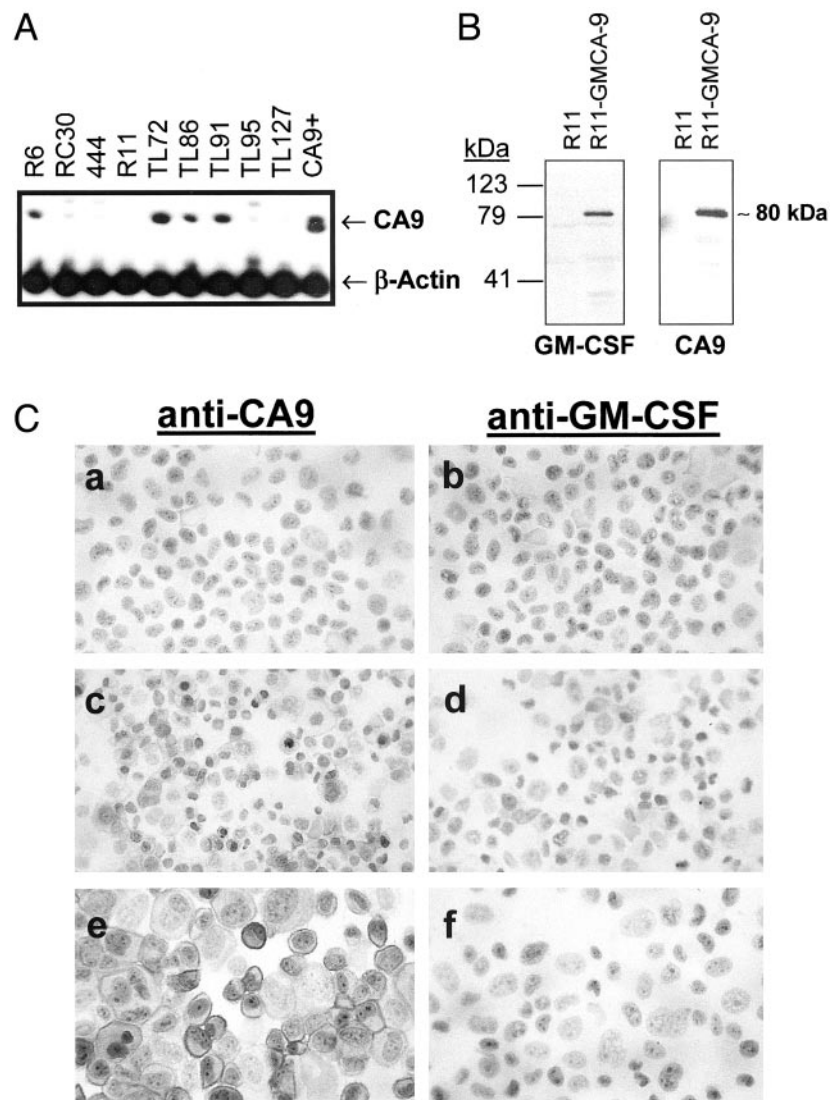 A
R6 RC30 444 R11 TL72 TL86 TL91 TL95 TL127 CA9+
← CA9
← β-Actin
B
R11 R11-GMCA-9 R11 R11-GMCA-9
kDa
123
79
41
~ 80 kDa
GM-CSF CA9
C
anti-CA9 anti-GM-CSF
a b
c d
e f